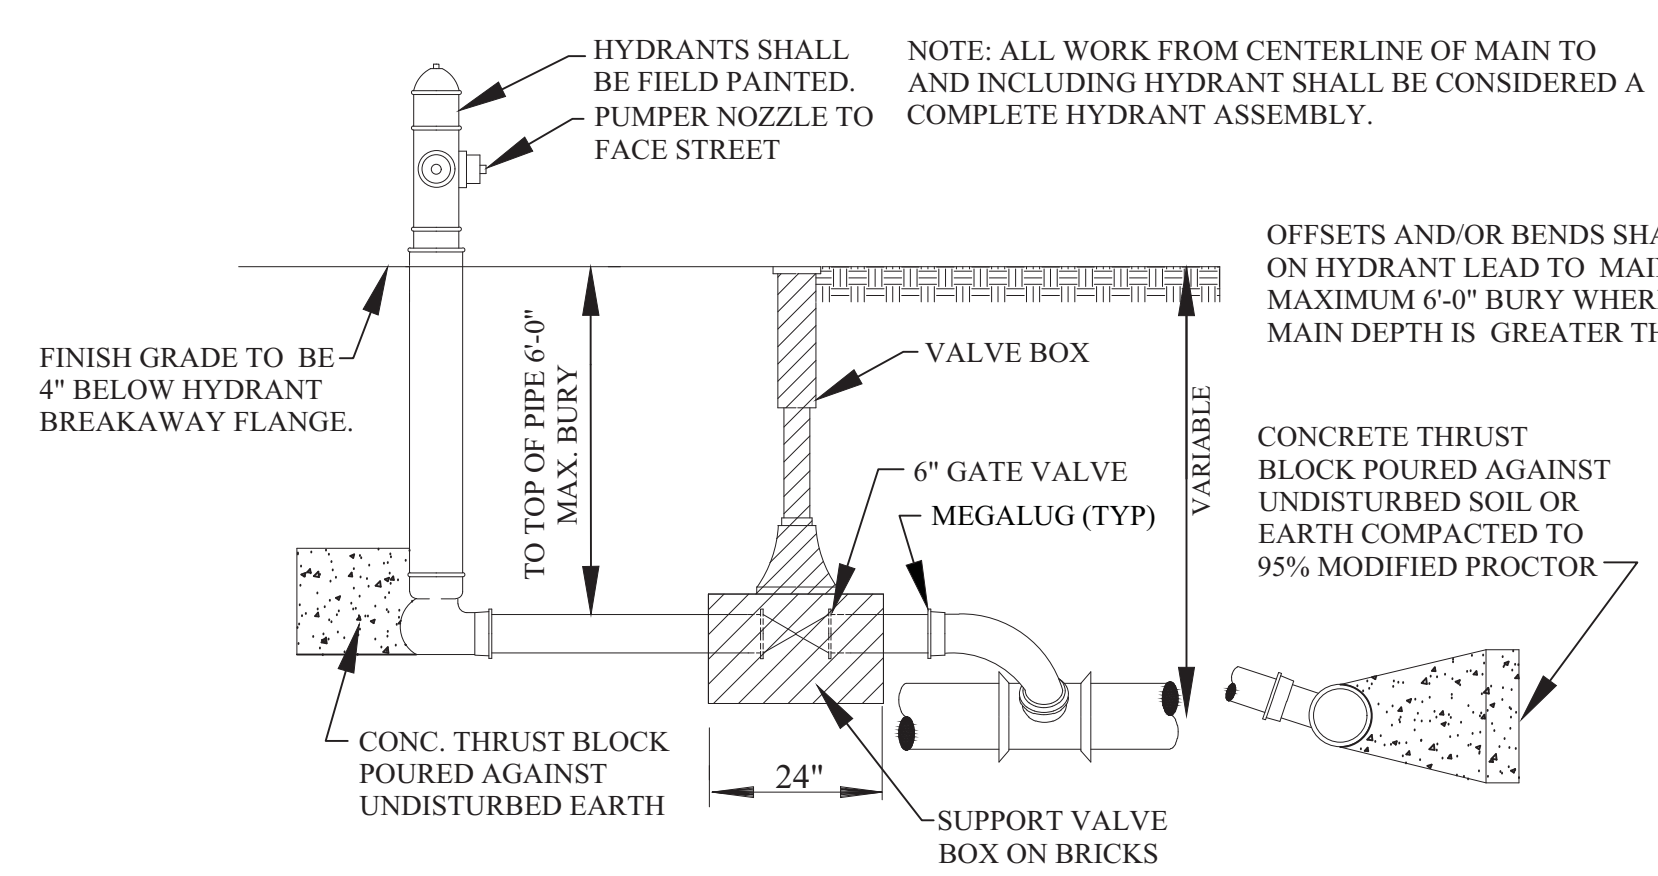 HYDRANTS SHALL
BE FIELD PAINTED.
PUMPER NOZZLE TO
FACE STREET
NOTE: ALL WORK FROM CENTERLINE OF MAIN TO
AND INCLUDING HYDRANT SHALL BE CONSIDERED A
COMPLETE HYDRANT ASSEMBLY.
OFFSETS AND/OR BENDS
ON HYDRANT LEAD TO
MAXIMUM 6'-0" BURY
MAIN DEPTH IS GREATER
FINISH GRADE TO BE
4" BELOW HYDRANT
BREAKAWAY FLANGE.
TO TOP OF PIPE 6'-0"
MAX. BURY
VALVE BOX
6" GATE VALVE
MEGALUG (TYP)
VARIABLE
CONCRETE THRUST
BLOCK POURED AGAINST
UNDISTURBED SOIL OR
EARTH COMPACTED TO
95% MODIFIED PROCTOR
CONC. THRUST BLOCK
POURED AGAINST
UNDISTURBED EARTH
24"
SUPPORT VALVE
BOX ON BRICKS